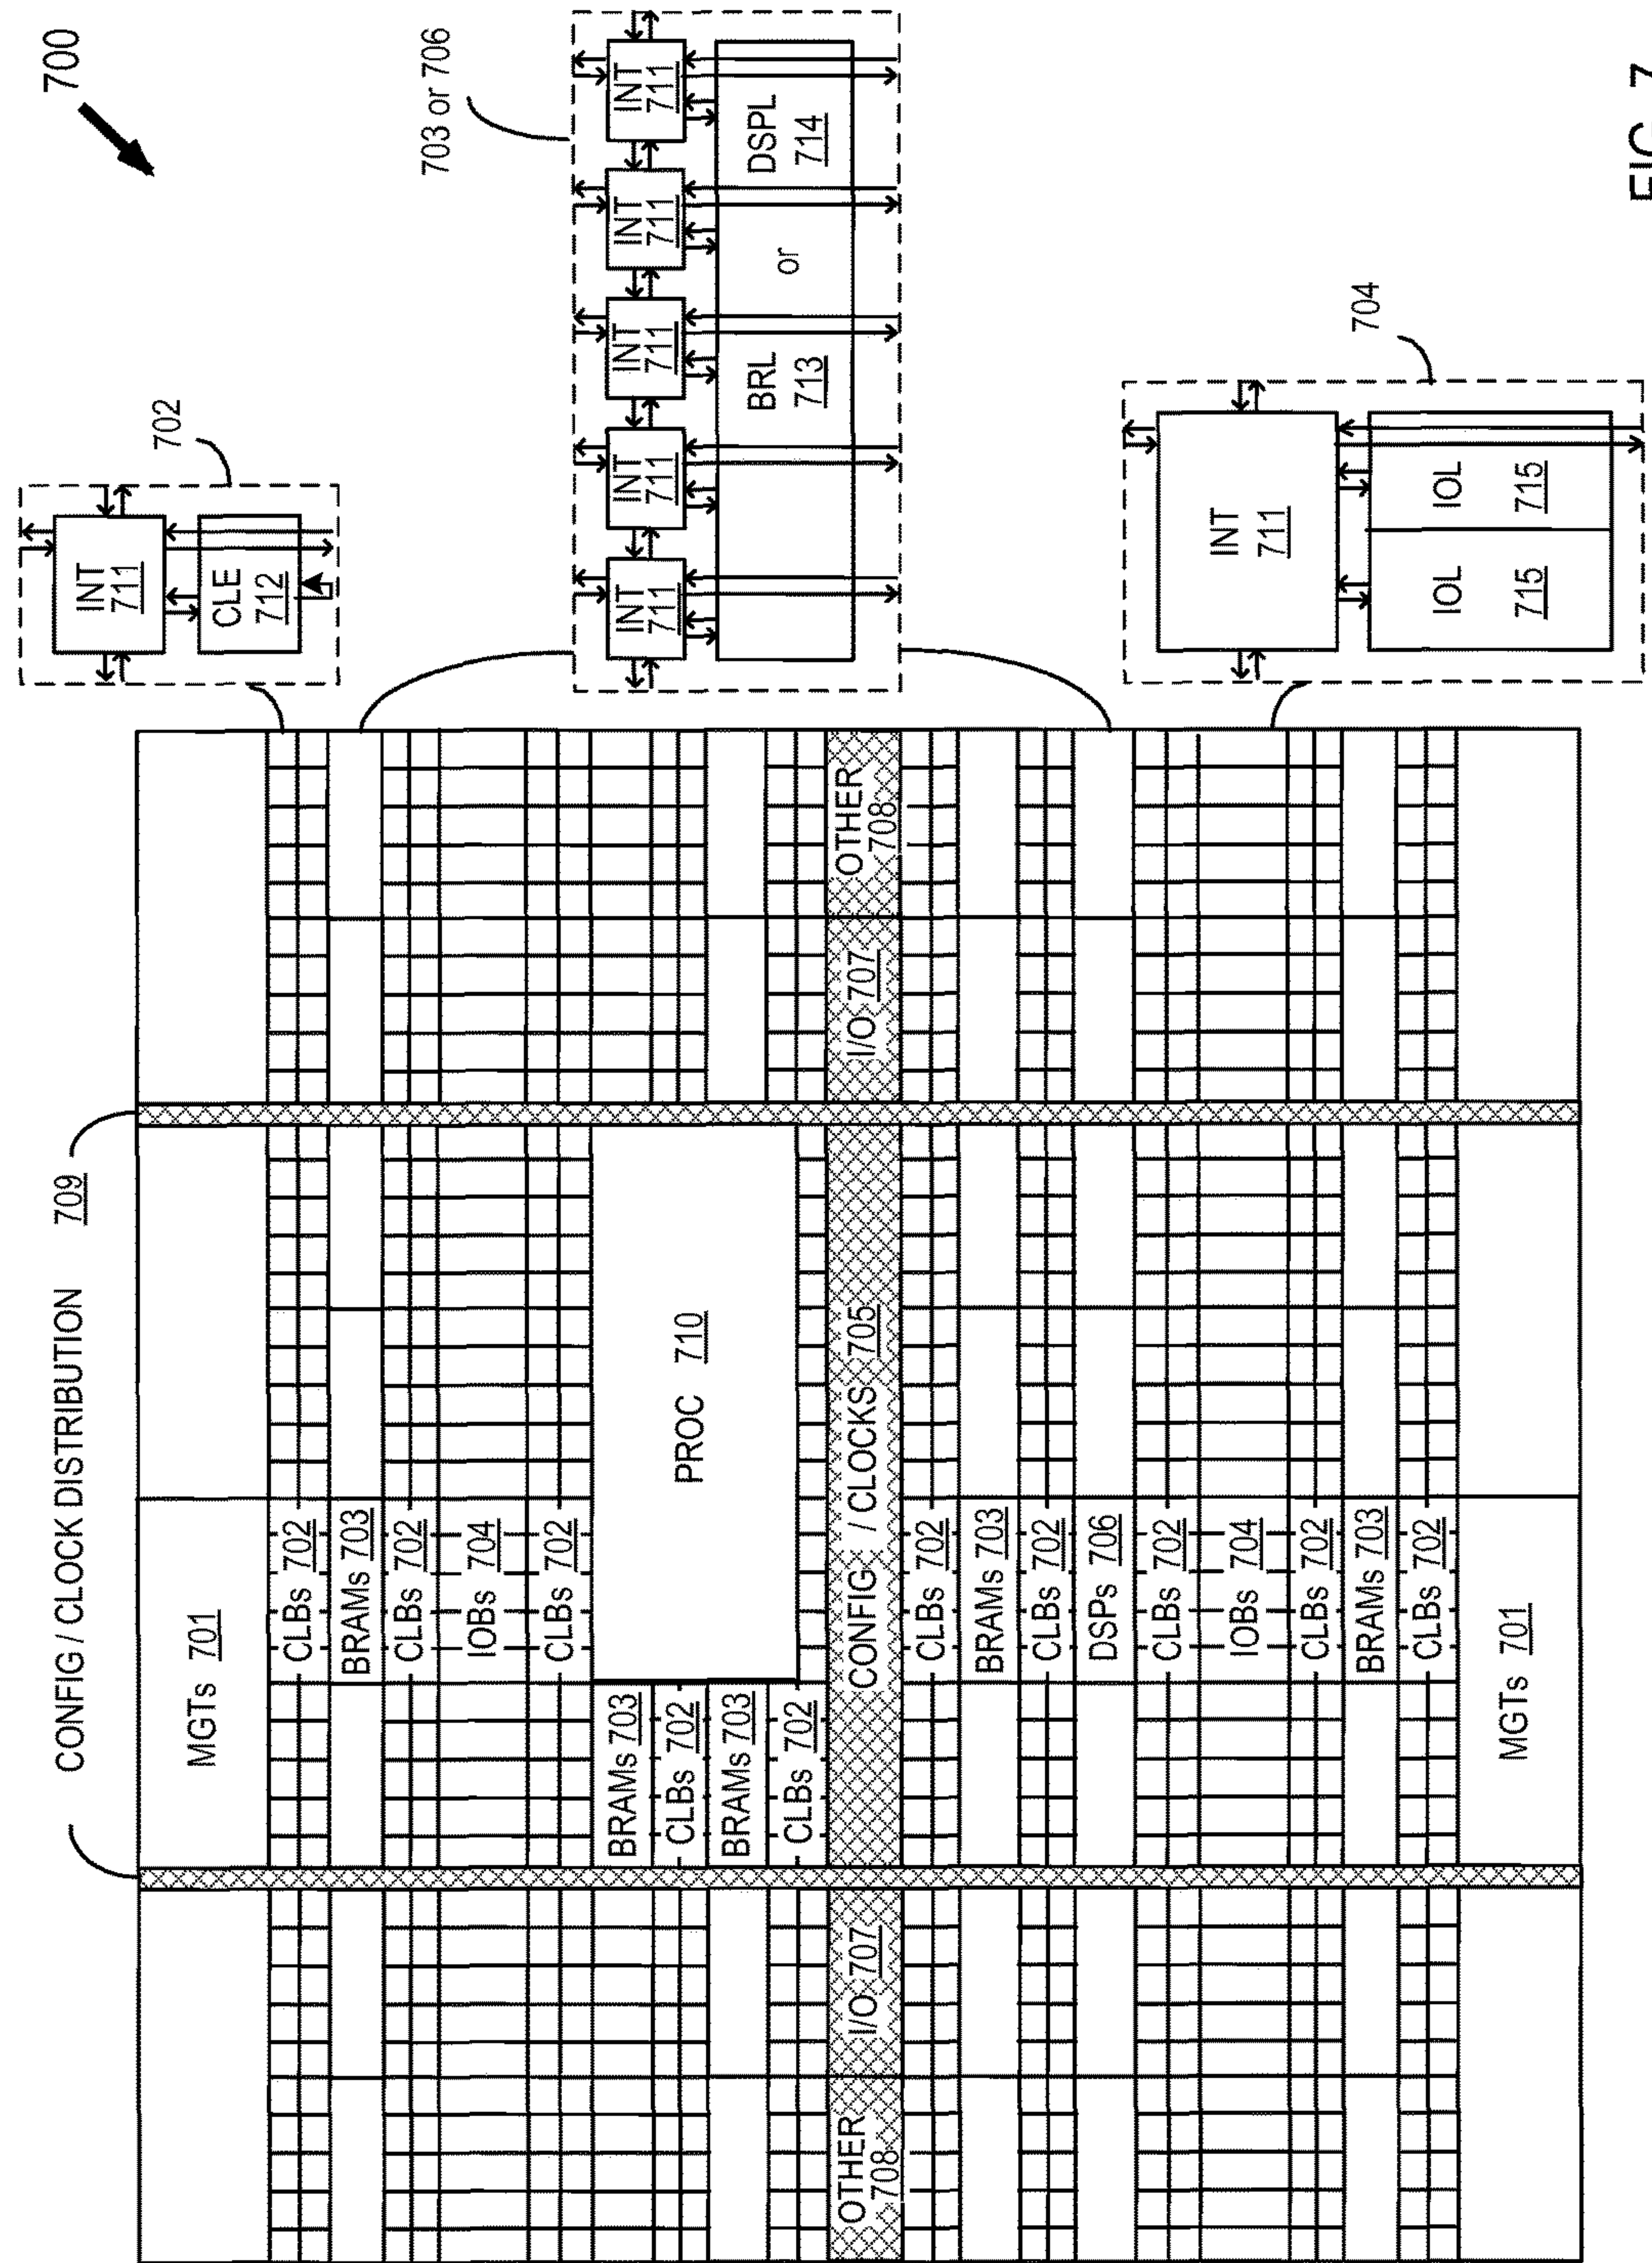 700
CONFIG / CLOCK DISTRIBUTION 709
MGTs 701
CLBs 702
BRAMs 703
CLBs 702
IOBs 704
CLBs 702
BRAMs 703
CLBs 702
BRAMs 703
CLBs 702
PROC 710
OTHER 708
I/O 707
CONFIG / CLOCKS 705
I/O 707
OTHER 708
CLBs 702
BRAMs 703
CLBs 702
DSPs 706
CLBs 702
IOBs 704
CLBs 702
BRAMs 703
CLBs 702
MGTs 701
702
INT
711
CLE
712
703 or 706
INT
711
INT
711
INT
711
INT
711
INT
711
BRL
713
or
DSPL
714
704
INT
711
IOL
715
IOL
715